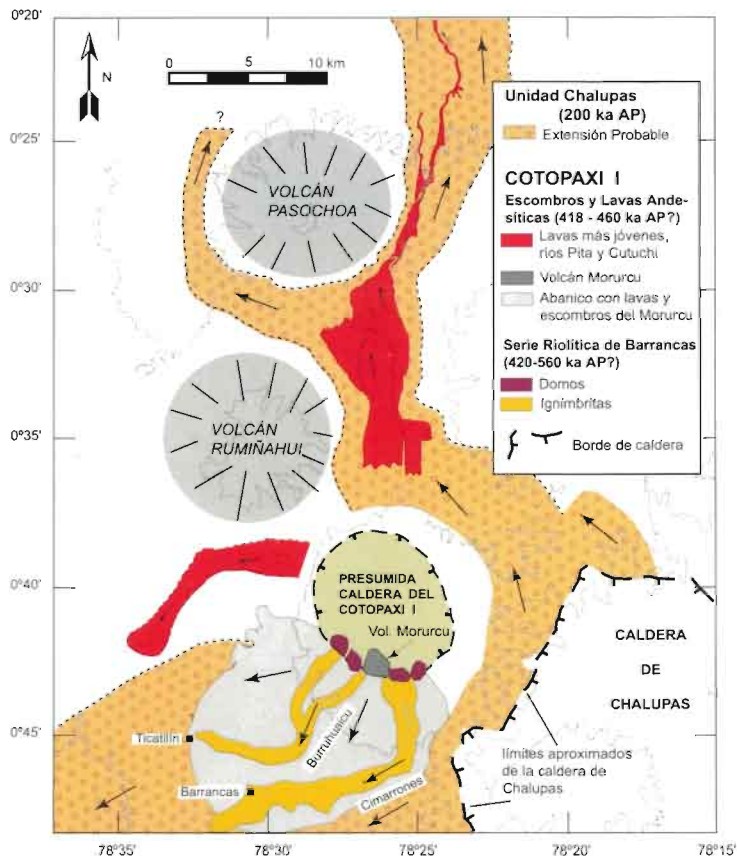 0°20'
0°25'
0°30'
0°35'
0°40'
0°45'
78°35'
78°30'
78°25'
78°20'
78°15'
N
0 5 10 km
?
VOLCÁN
PASOCHOA
VOLCÁN
RUMIÑAHUI
PRESUMIDA
CALDERA DEL
COTOPAXI I
Vol. Morurcu
CALDERA
DE
CHALUPAS
límites aproximados
de la caldera de
Chalupas
Ticatilín
Barrancas
Burruhuaicu
Cimarrones
Unidad Chalupas
(200 ka AP)
Extensión Probable
COTOPAXI I
Escombros y Lavas Ande-
síticas (418 - 460 ka AP?)
Lavas más jóvenes,
ríos Pita y Cutuchi
Volcán Morurcu
Abanico con lavas y
escombros del Morurcu
Serie Riolítica de Barrancas
(420-560 ka AP?)
Domos
Ignimbritas
Borde de caldera